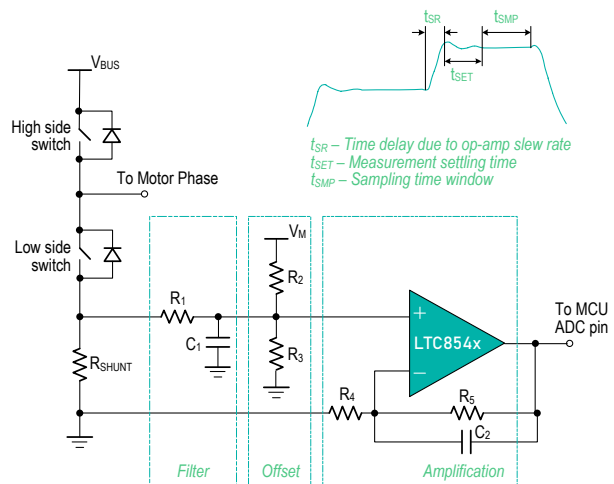 tSR
tSMP
tSET
VBUS
High side
switch
To Motor Phase
tSR – Time delay due to op-amp slew rate
tSET – Measurement settling time
tSMP – Sampling time window
Low side
switch
VM
R2
R1
C1
R3
+
LTC854x
−
To MCU
ADC pin
RSHUNT
R4
R5
C2
Filter
Offset
Amplification